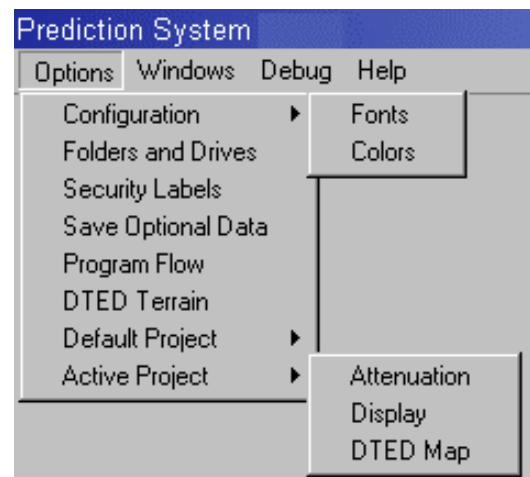 Prediction System
Options Windows Debug Help
Configuration
Fonts
Colors
Folders and Drives
Security Labels
Save Optional Data
Program Flow
DTED Terrain
Default Project
Active Project
Attenuation
Display
DTED Map